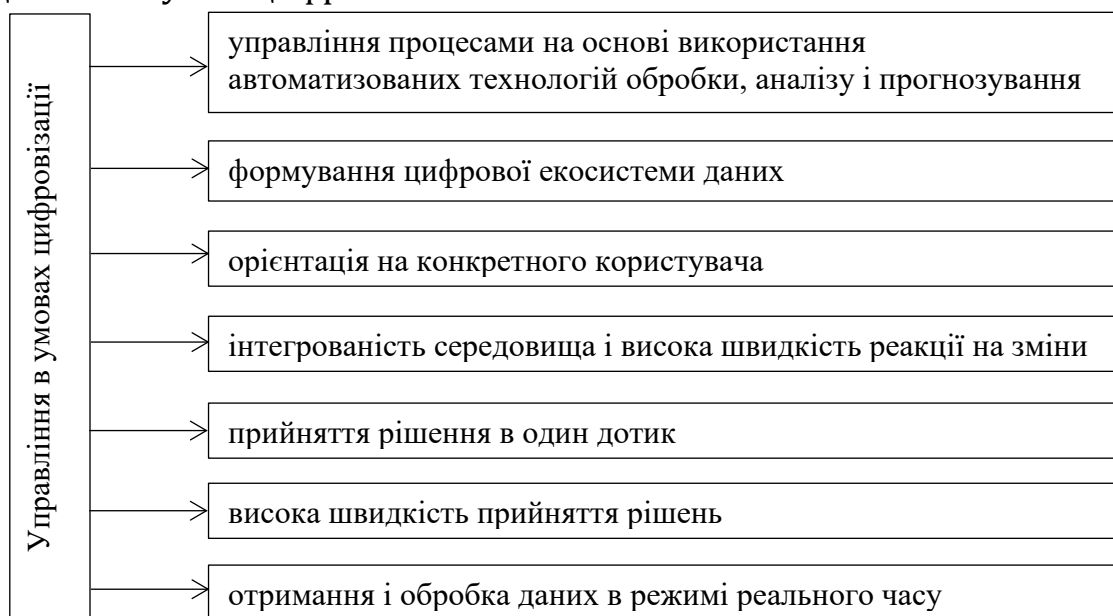 Управління в умовах цифровізації
управління процесами на основі використання
автоматизованих технологій обробки, аналізу і прогнозування
формування цифрової екосистеми даних
орієнтація на конкретного користувача
інтегрованість середовища і висока швидкість реакції на зміни
прийняття рішення в один дотик
висока швидкість прийняття рішень
отримання і обробка даних в режимі реального часу